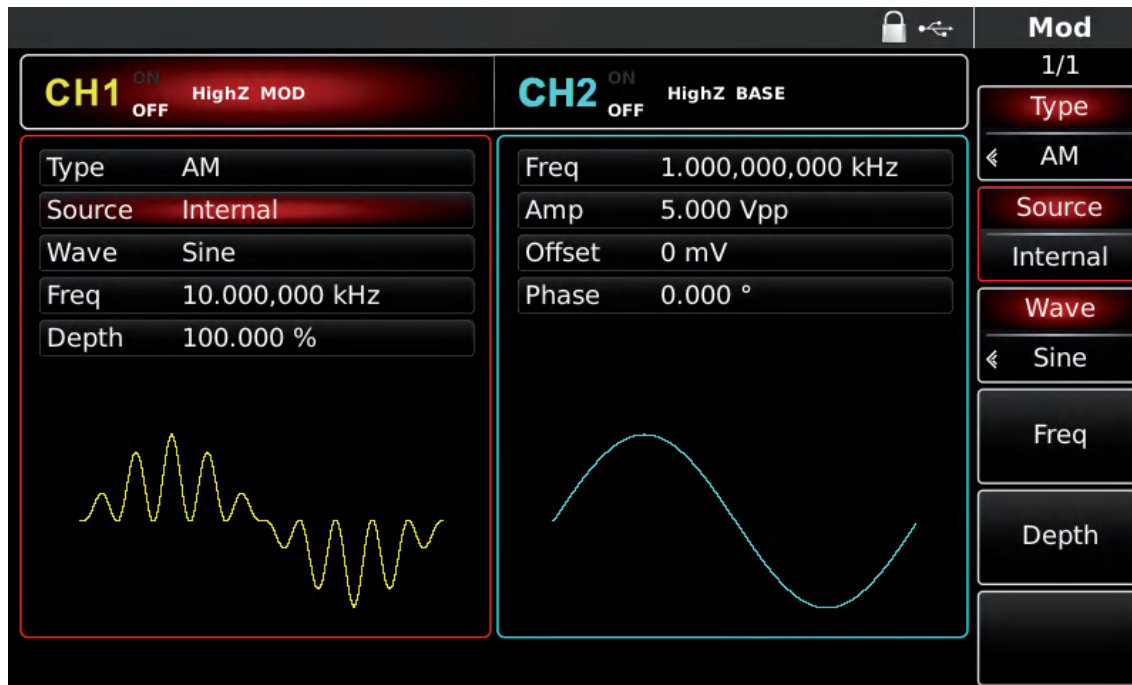 Mod
1/1
CH1 ON OFF HighZ MOD
CH2 ON OFF HighZ BASE
Type AM
Source Internal
Wave Sine
Freq 10.000,000 kHz
Depth 100.000 %
Freq 1.000,000,000 kHz
Amp 5.000 Vpp
Offset 0 mV
Phase 0.000 °
Type
AM
Source
Internal
Wave
Sine
Freq
Depth